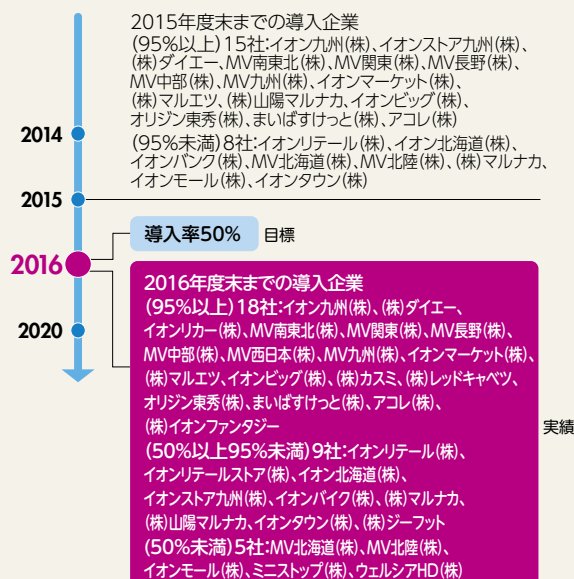 2015年度末までの導入企業
(95%以上)15社:イオン九州(株)、イオンストア九州(株)、
(株)ダイエー、MV南東北(株)、MV関東(株)、MV長野(株)、
MV中部(株)、MV九州(株)、イオンマーケット(株)、
(株)マルエツ、(株)山陽マルナカ、イオンビッグ(株)、
オリジン東秀(株)、まいばすけっと(株)、アコレ(株)
2014
(95%未満)8社:イオンリテール(株)、イオン北海道(株)、
イオンバンク(株)、MV北海道(株)、MV北陸(株)、(株)マルナカ、
イオンモール(株)、イオンタウン(株)
2015
導入率50% 目標
2016
2016年度末までの導入企業
(95%以上)18社:イオン九州(株)、(株)ダイエー、
イオンリカー(株)、MV南東北(株)、MV関東(株)、MV長野(株)、
2020
MV中部(株)、MV西日本(株)、MV九州(株)、イオンマーケット(株)、
(株)マルエツ、イオンビッグ(株)、(株)カスミ、(株)レッドキャベツ、
オリジン東秀(株)、まいばすけっと(株)、アコレ(株)、
(株)イオンファンタジー
実績
(50%以上95%未満)9社:イオンリテール(株)、
イオンリテールストア(株)、イオン北海道(株)、
イオンストア九州(株)、イオンバイク(株)、(株)マルナカ、
(株)山陽マルナカ、イオンタウン(株)、(株)ジーフット
(50%未満)5社:MV北海道(株)、MV北陸(株)、
イオンモール(株)、ミニストップ(株)、ウェルシアHD(株)